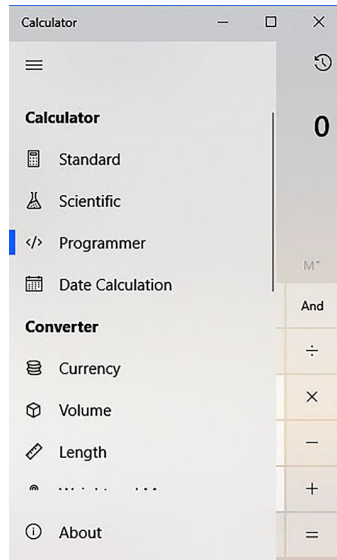 Calculator
0
Calculator
Standard
Scientific
</> Programmer
Date Calculation
M
And
Converter
÷
Currency
×
Volume
−
Length
+
About
=